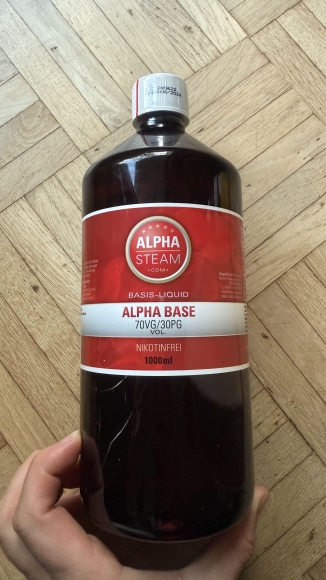 ALPHA
STEAM
•COM•
BASIS-LIQUID
ALPHA BASE
70VG/30PG
VOL.
NIKOTINFREI
1000ml